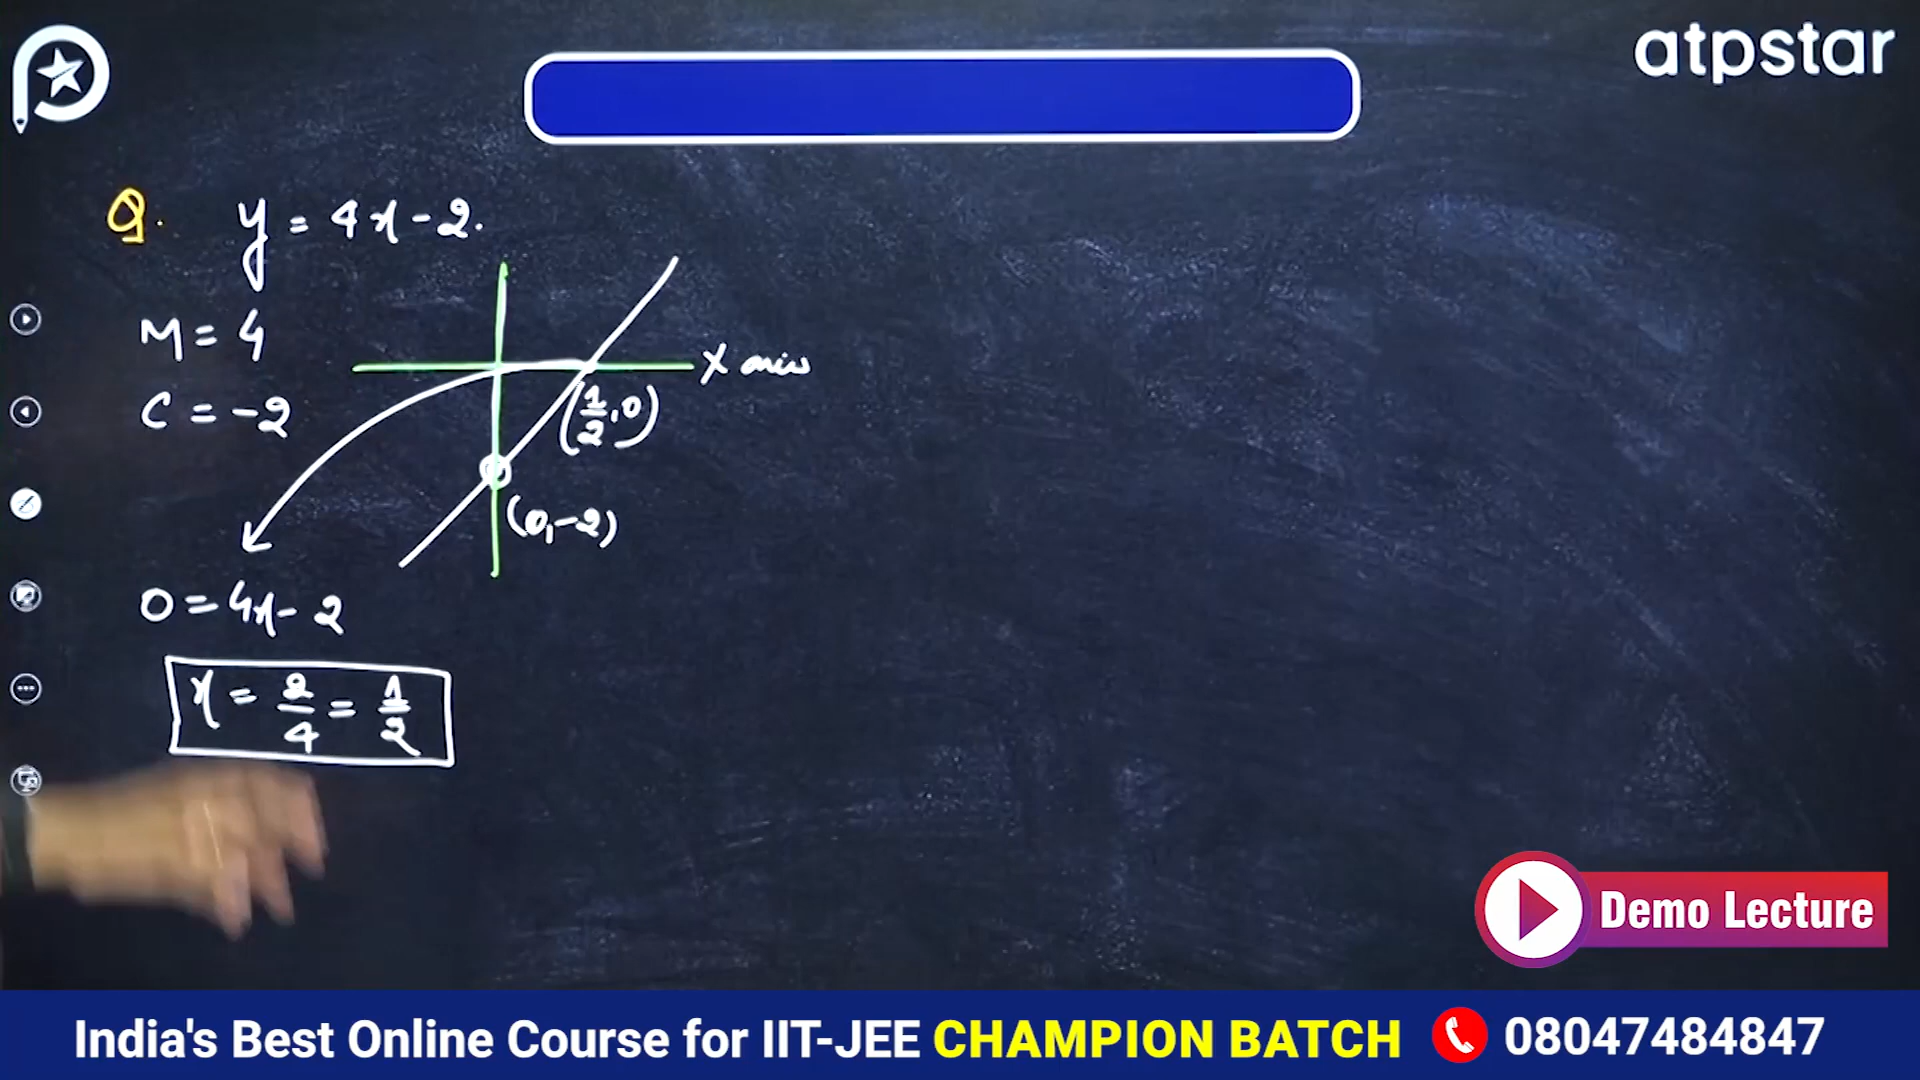 atpstar
Q. y = 4x - 2.
M = 4
C = -2
X axis
(1/2, 0)
(0, -2)
0 = 4x - 2
x = 2/4 = 1/2
Demo Lecture
India's Best Online Course for IIT-JEE CHAMPION BATCH 08047484847